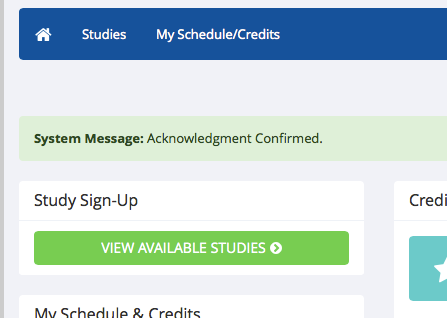 Studies My Schedule/Credits
System Message: Acknowledgment Confirmed.
Study Sign-Up
VIEW AVAILABLE STUDIES
My Schedule & Credits